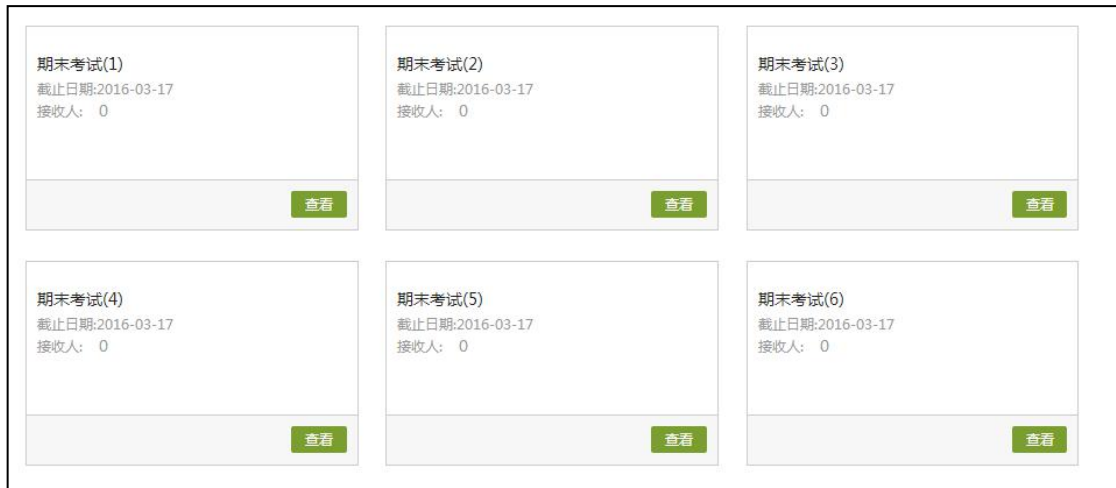 期末考试(1)
截止日期:2016-03-17
接收人: 0
查看
期末考试(2)
截止日期:2016-03-17
接收人: 0
查看
期末考试(3)
截止日期:2016-03-17
接收人: 0
查看
期末考试(4)
截止日期:2016-03-17
接收人: 0
查看
期末考试(5)
截止日期:2016-03-17
接收人: 0
查看
期末考试(6)
截止日期:2016-03-17
接收人: 0
查看